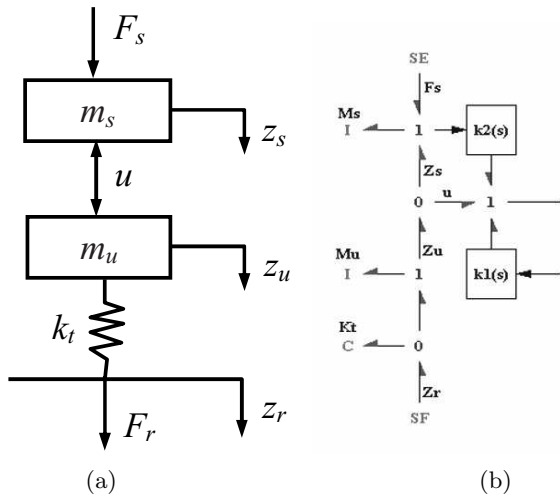 F_s
m_s
z_s
u
m_u
z_u
k_t
z_r
F_r
(a)
SE
Fs
Ms
I 1 k2(s)
Zs
u
0 1
Mu Zu
I 1 k1(s)
Kt
C 0
Zr
SF
(b)